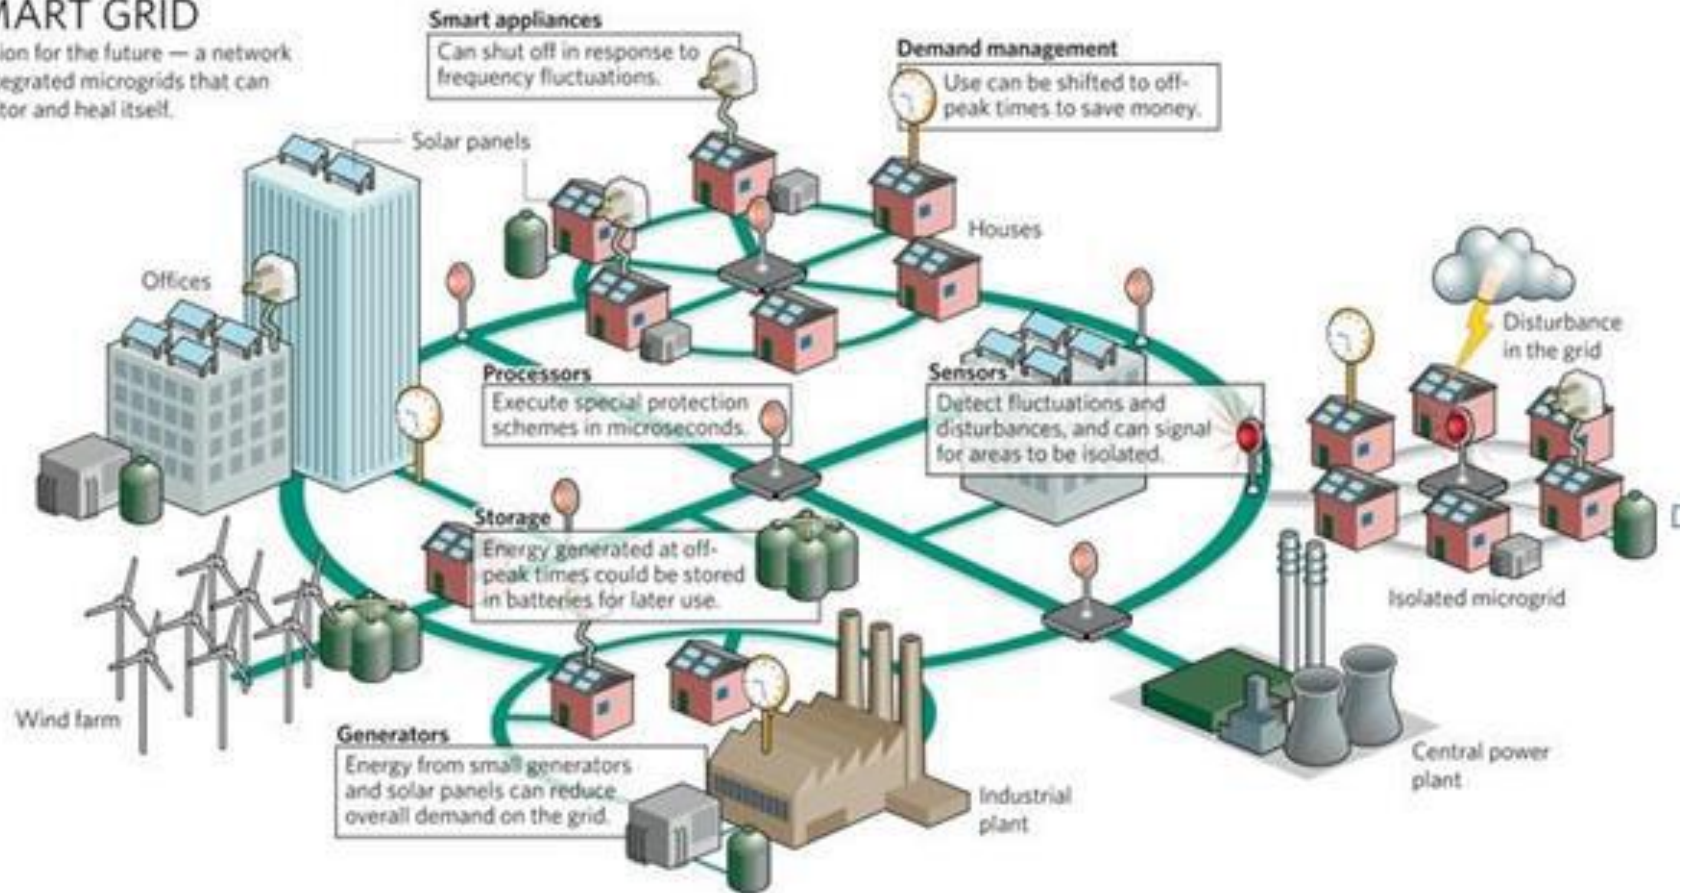 MART GRID
ion for the future — a network
egrated microgrids that can
tor and heal itself.
Smart appliances
Can shut off in response to
frequency fluctuations.
Demand management
Use can be shifted to off-
peak times to save money.
Solar panels
Houses
Offices
Disturbance
in the grid
Processors
Execute special protection
schemes in microseconds.
Sensors
Detect fluctuations and
disturbances, and can signal
for areas to be isolated.
Storage
Energy generated at off-
peak times could be stored
in batteries for later use.
Isolated microgrid
Wind farm
Generators
Energy from small generators
and solar panels can reduce
overall demand on the grid.
Industrial
plant
Central power
plant